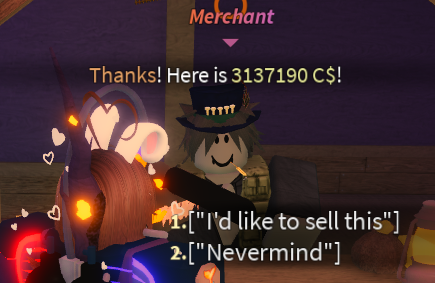 Merchant
Thanks! Here is 3137190 C$!
1.["I'd like to sell this"]
2.["Nevermind"]